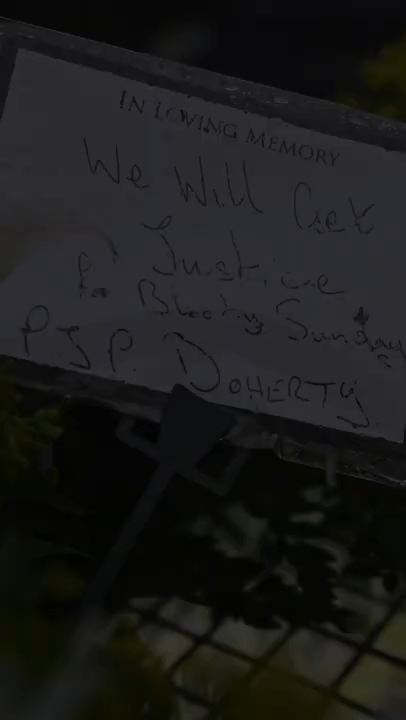 IN LOVING MEMORY
We Will Get
Justice
for Bloody Sunday
P.J.P. DOHERTY